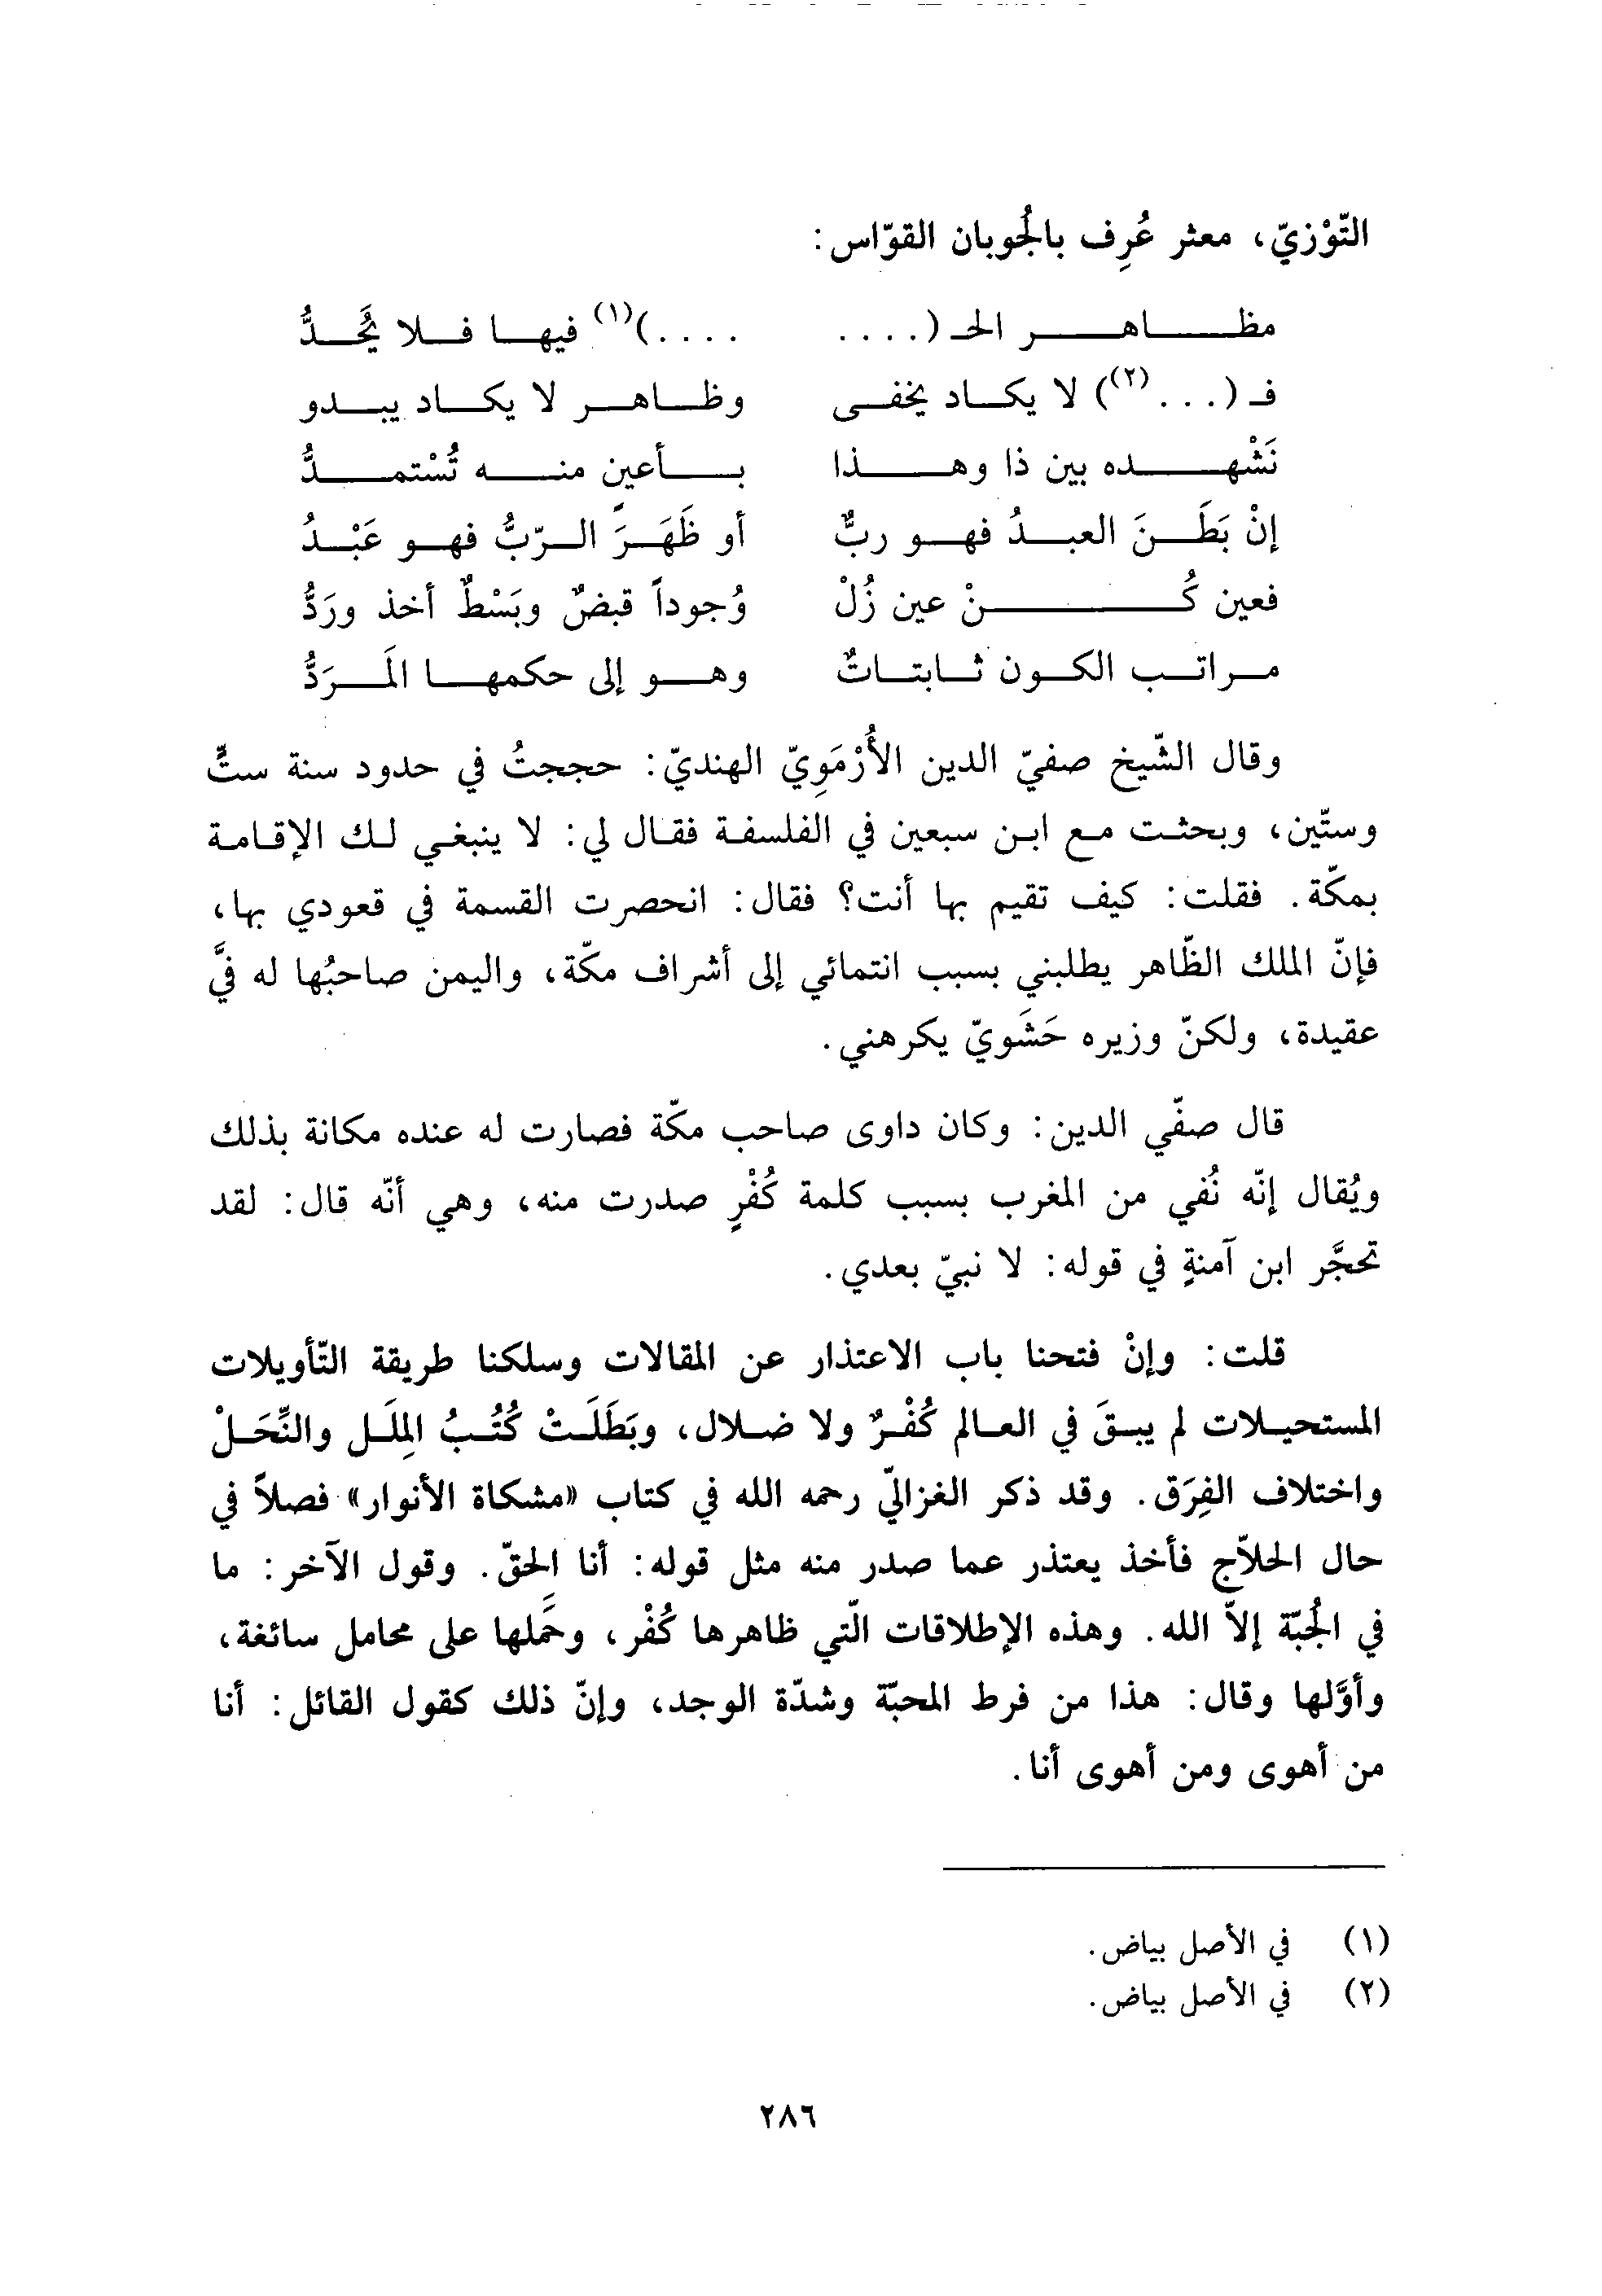 التّوْزيّ، معثر عُرِف بالجُوبان القوّاس:
مظاهر الحـ (.... ....)(١) فيها فلا يُحَدُّ
فـ (...(٢)) لا يكاد يخفى وظاهر لا يكاد يبدو
نَشْهده بين ذا وهذا بأعين منه تُسْتمدُّ
إنْ بَطَنَ العبدُ فهو ربٌّ أو ظَهَرَ الرّبُّ فهو عَبْدُ
فعين كُنْ عين زُلْ وُجوداً قبضٌ وبَسْطٌ أخذ ورَدُّ
مراتب الكون ثابتاتٌ وهو إلى حكمها المَرَدُّ
وقال الشّيخ صفيّ الدين الأُرْمَوِيّ الهنديّ: حججتُ في حدود سنة ستٍّ
وستّين، وبحثت مع ابن سبعين في الفلسفة فقال لي: لا ينبغي لك الإقامة
بمكّة. فقلت: كيف تقيم بها أنت؟ فقال: انحصرت القسمة في قعودي بها،
فإنّ الملك الظّاهر يطلبني بسبب انتمائي إلى أشراف مكّة، واليمن صاحبُها له فيَّ
عقيدة، ولكنّ وزيره حَشَويّ يكرهني.
قال صفّي الدين: وكان داوى صاحب مكّة فصارت له عنده مكانة بذلك
ويُقال إنّه نُفي من المغرب بسبب كلمة كُفْرٍ صدرت منه، وهي أنّه قال: لقد
تحجَّر ابن آمنةٍ في قوله: لا نبيّ بعدي.
قلت: وإنْ فتحنا باب الاعتذار عن المقالات وسلكنا طريقة التّأويلات
المستحيلات لم يبقَ في العالم كُفْرٌ ولا ضلال، وبَطَلَتْ كُتُبُ المِلَل والنِّحَلْ
واختلاف الفِرَق. وقد ذكر الغزاليّ رحمه الله في كتاب «مشكاة الأنوار» فصلاً في
حال الحلاّج فأخذ يعتذر عما صدر منه مثل قوله: أنا الحقّ. وقول الآخر: ما
في الجُبّة إلاّ الله. وهذه الإطلاقات الّتي ظاهرها كُفْر، وحَمَلها على محامل سائغة،
وأوَّلها وقال: هذا من فرط المحبّة وشدّة الوجد، وإنّ ذلك كقول القائل: أنا
من أهوى ومن أهوى أنا.
(١) في الأصل بياض.
(٢) في الأصل بياض.
٢٨٦